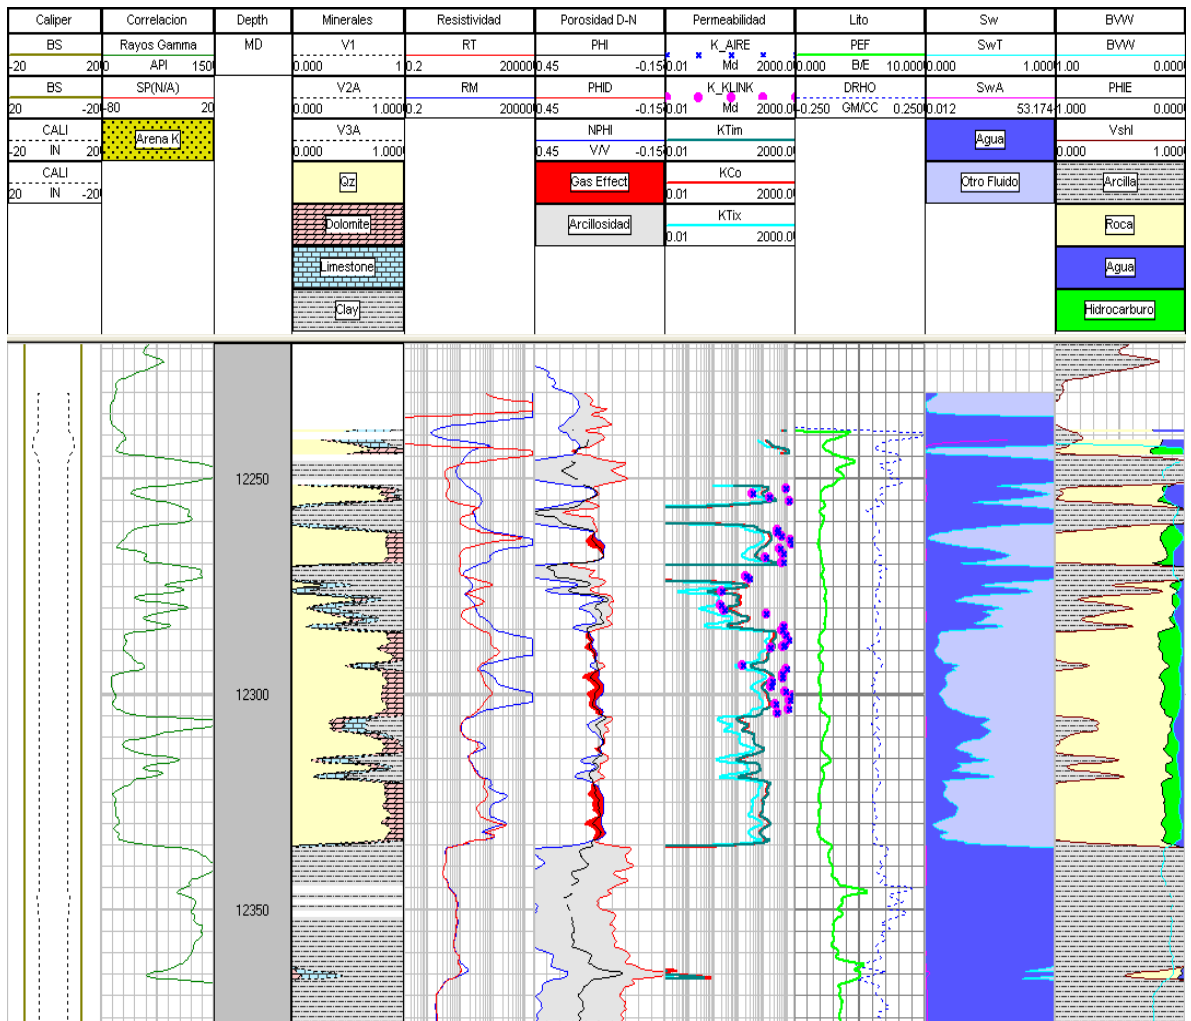 Caliper Correlacion Depth Minerales Resistividad Porosidad D-N Permeabilidad Lito Sw BVW
BS Rayos Gamma MD V1 RT PHI K_AIRE PEF SwT BVW
-20 20 0 API 150 0.000 1.000 0.2 20000 0.45 -0.15 0.01 Md 2000.0 0.000 B/E 10.000 0.000 1.000 1.00 0.000
BS SP(N/A) V2A RM PHID K_KLINK DRHO SwA PHIE
20 -20 -80 20 0.000 1.000 0.2 20000 0.45 -0.15 0.01 Md 2000.0 -0.250 GM/CC 0.250 0.012 53.174 1.000 0.000
CALI Arena K V3A NPHI KTim Agua Vshl
-20 IN 20 0.000 1.000 0.45 V/V -0.15 0.01 2000.0 0.000 1.000
CALI Qz Gas Effect KCo Otro Fluido Arcilla
20 IN -20 0.01 2000.0
Dolomite Arcillosidad KTix Roca
0.01 2000.0
Limestone Agua
Clay Hidrocarburo
12250
12300
12350